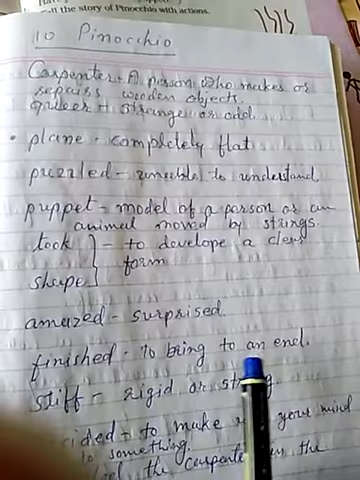 ll the story of Pinocchio with actions.
10 Pinocchio
Carpenter - A person who makes or
repairs wooden objects.
queer - strange or odd
• plane - completely flat
puzzled - unable to understand
puppet - model of a person or an
animal moved by strings.
took } - to develope a clear
shape } form
amazed - surprised.
finished - to bring to an end.
stiff - rigid or
cided - to make your mind
to something.
the carpenter the